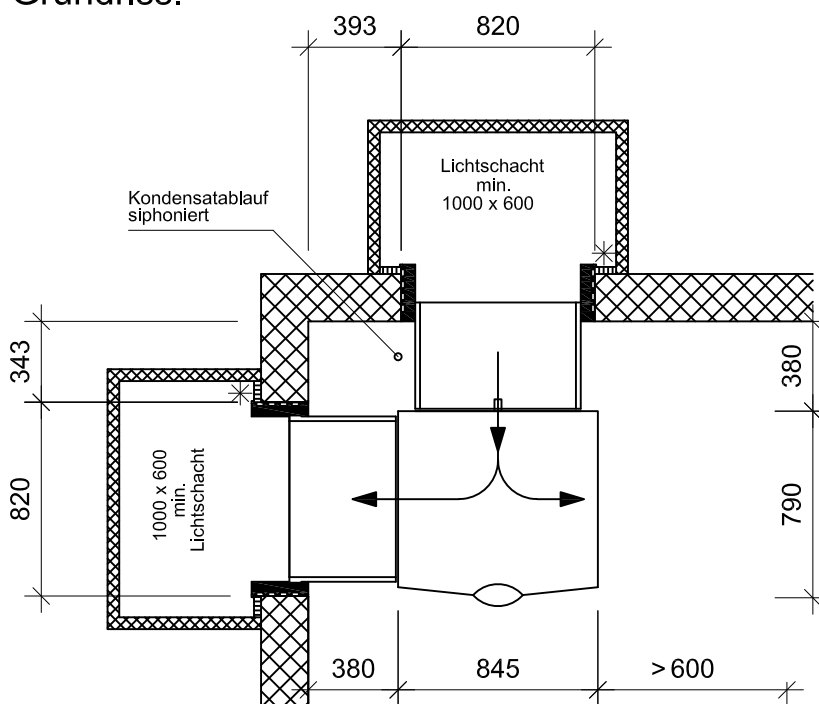 393
820
Lichtschacht
min.
1000 x 600
Kondensatablauf
siphoniert
343
380
1000 x 600
min.
Lichtschacht
820
790
380
845
>600